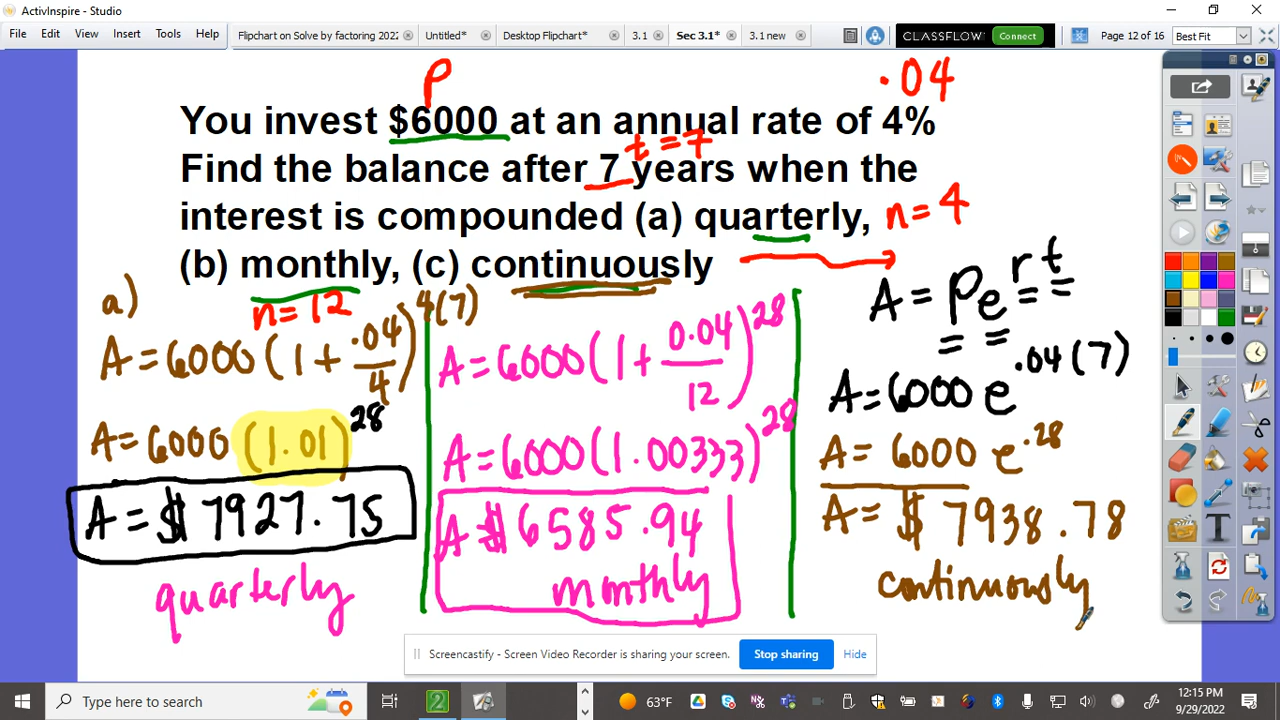 ActivInspire - Studio
File Edit View Insert Tools Help
Flipchart on Solve by factoring 2022 Untitled* Desktop Flipchart* 3.1 Sec 3.1* 3.1 new
CLASSFLOW Connect
Page 12 of 16 Best Fit
P
.04
You invest $6000 at an annual rate of 4%
t = 7
Find the balance after 7 years when the
interest is compounded (a) quarterly, n = 4
(b) monthly, (c) continuously
n = 12
a)
A = 6000(1 + .04/4)^4(7)
A = 6000(1.01)^28
A = $7927.75
quarterly
A = 6000(1 + 0.04/12)^28
A = 6000(1.00333)^28
A = $6585.94
monthly
A = Pe^rt
A = 6000 e^.04(7)
A = 6000 e^.28
A = $7938.78
continuously
Screencastify - Screen Video Recorder is sharing your screen. Stop sharing Hide
Type here to search
63°F
12:15 PM
9/29/2022